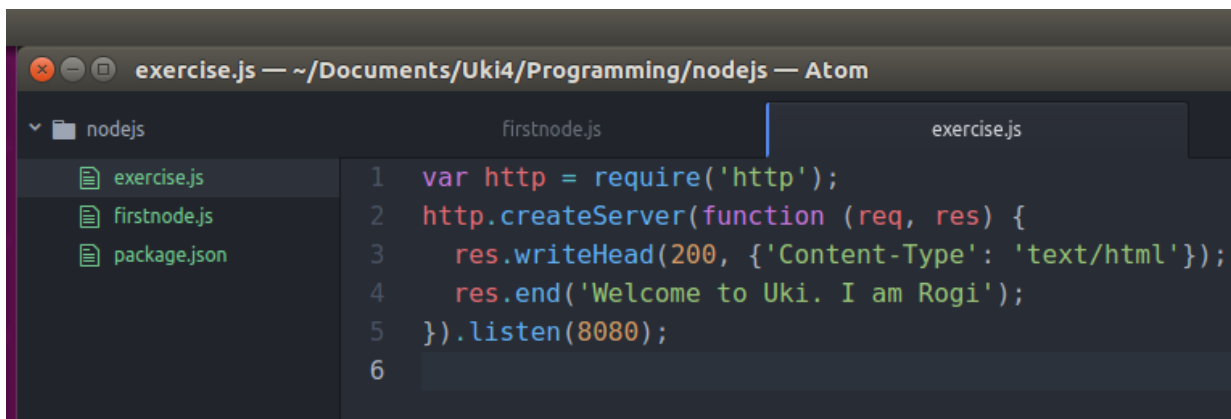 exercise.js — ~/Documents/Uki4/Programming/nodejs — Atom
nodejs
exercise.js
firstnode.js
package.json
firstnode.js
exercise.js
1 var http = require('http');
2 http.createServer(function (req, res) {
3   res.writeHead(200, {'Content-Type': 'text/html'});
4   res.end('Welcome to Uki. I am Rogi');
5 }).listen(8080);
6